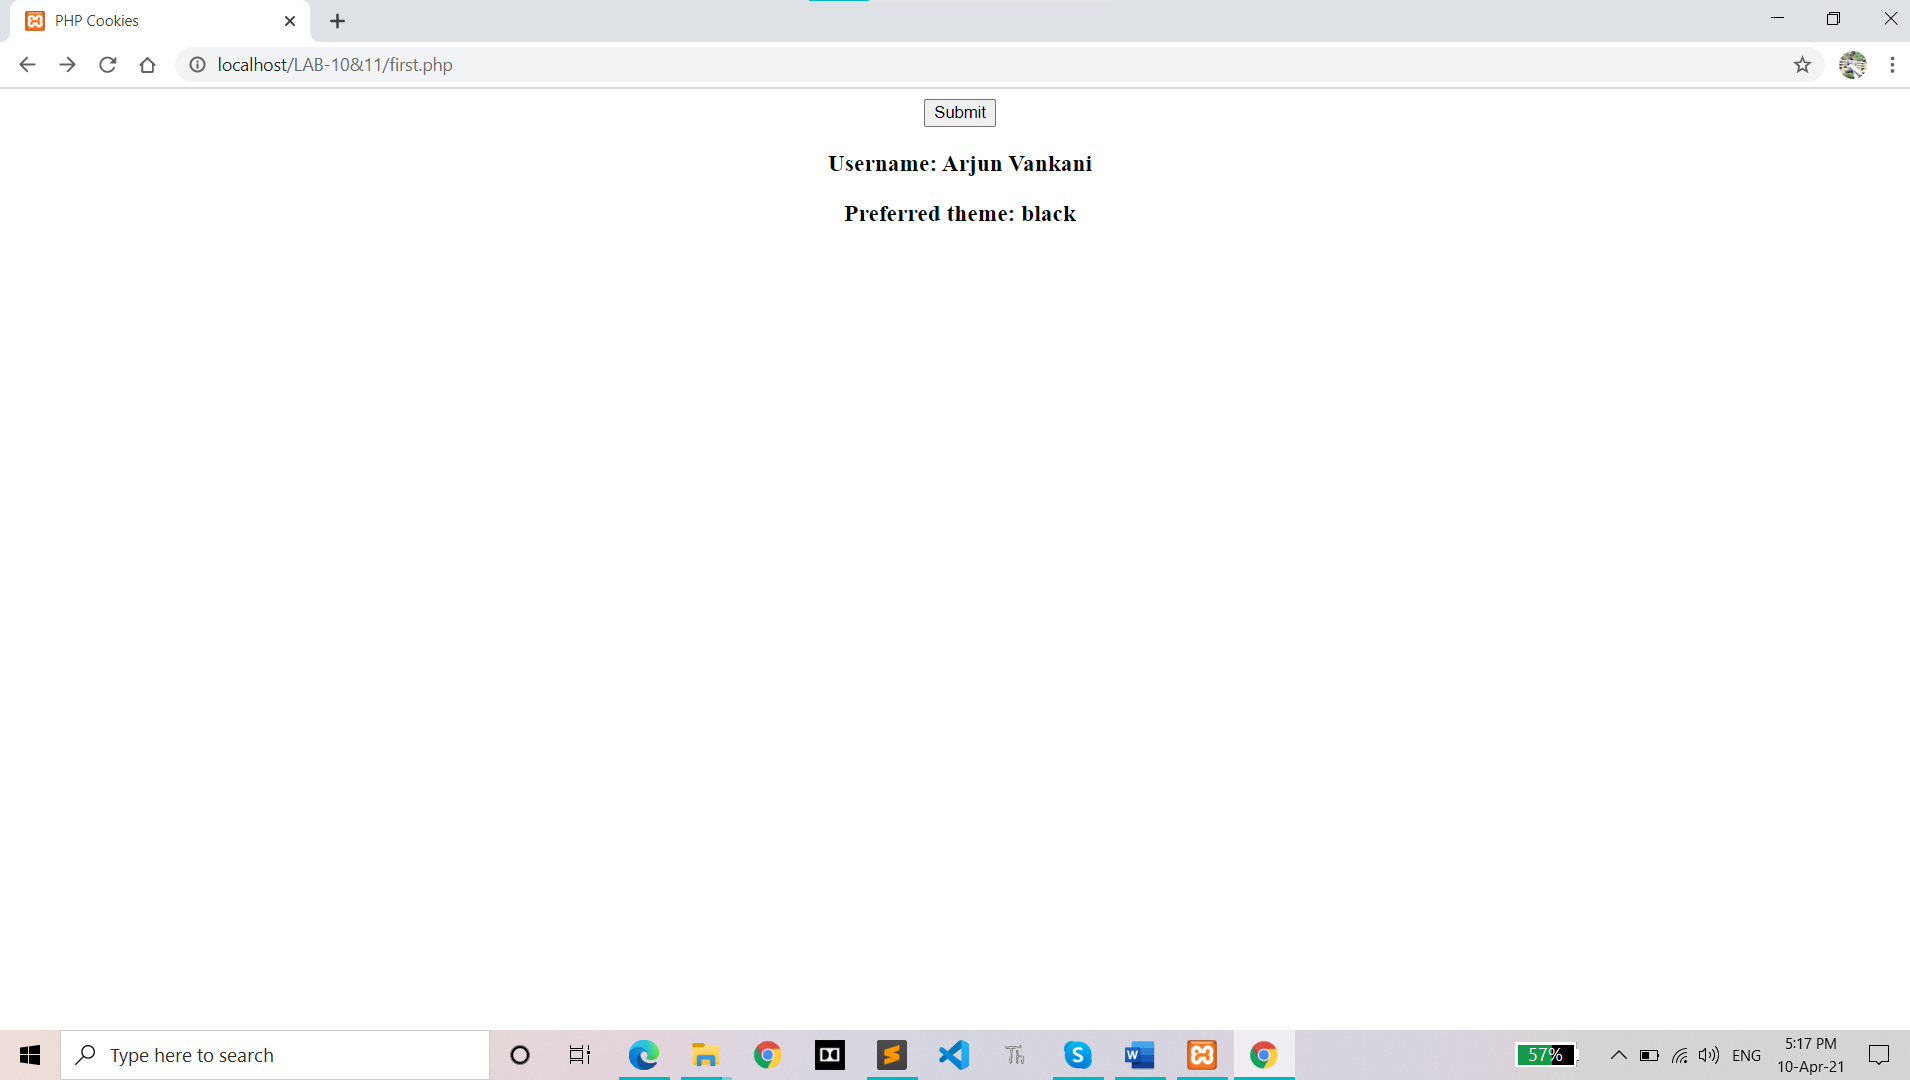 PHP Cookies
localhost/LAB-10&11/first.php
Submit
Username: Arjun Vankani
Preferred theme: black
Type here to search
Th
S
W
57%
ENG
5:17 PM
10-Apr-21